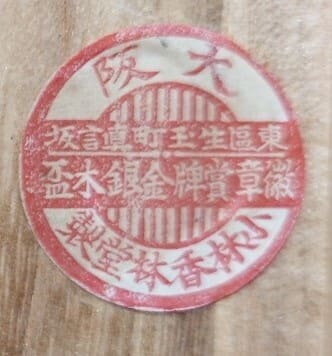 大阪
東區生玉町眞言坂
徽章賞牌金銀木盃
小林香林堂製